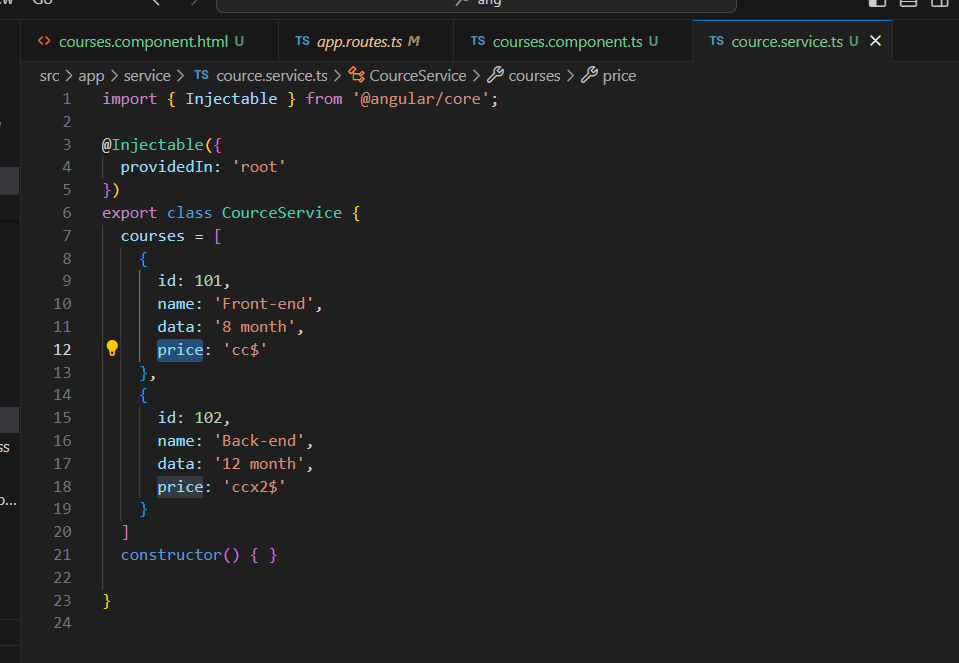 Go
ang
courses.component.html U
TS app.routes.ts M
TS courses.component.ts U
TS cource.service.ts U
src > app > service > TS cource.service.ts > CourceService > courses > price
1 import { Injectable } from '@angular/core';
2
3 @Injectable({
4 providedIn: 'root'
5 })
6 export class CourceService {
7 courses = [
8 {
9 id: 101,
10 name: 'Front-end',
11 data: '8 month',
12 price: 'cc$'
13 },
14 {
15 id: 102,
16 name: 'Back-end',
17 data: '12 month',
18 price: 'ccx2$'
19 }
20 ]
21 constructor() { }
22
23 }
24